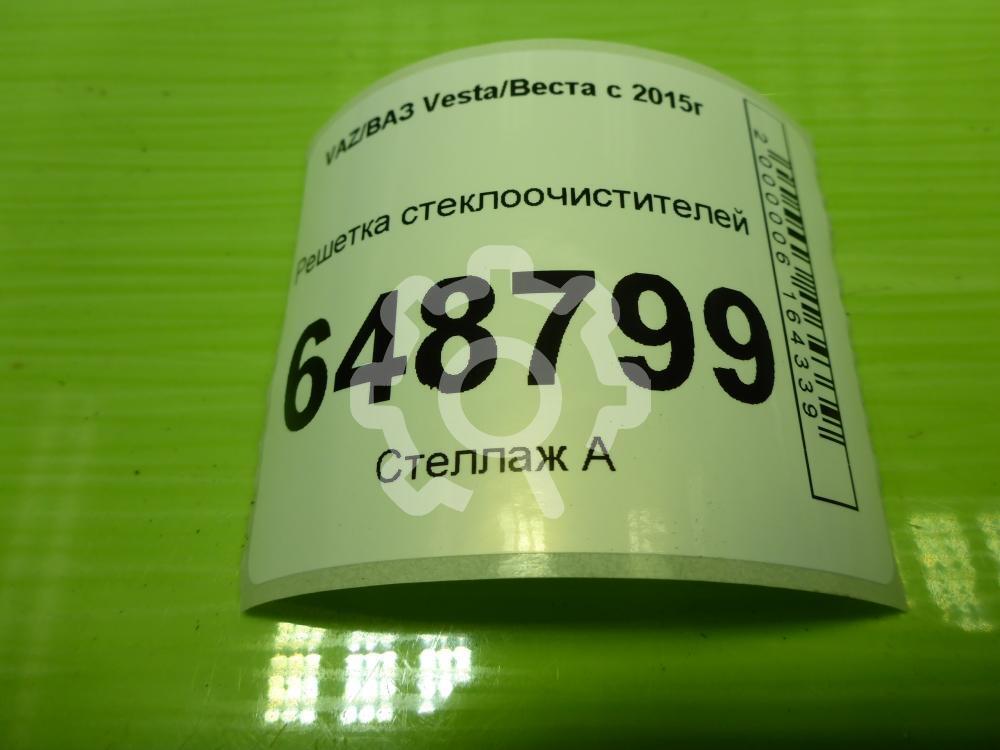 VAZ/ВАЗ Vesta/Веста с 2015г
Решетка стеклоочистителей
648799
Стеллаж А
2000006164339